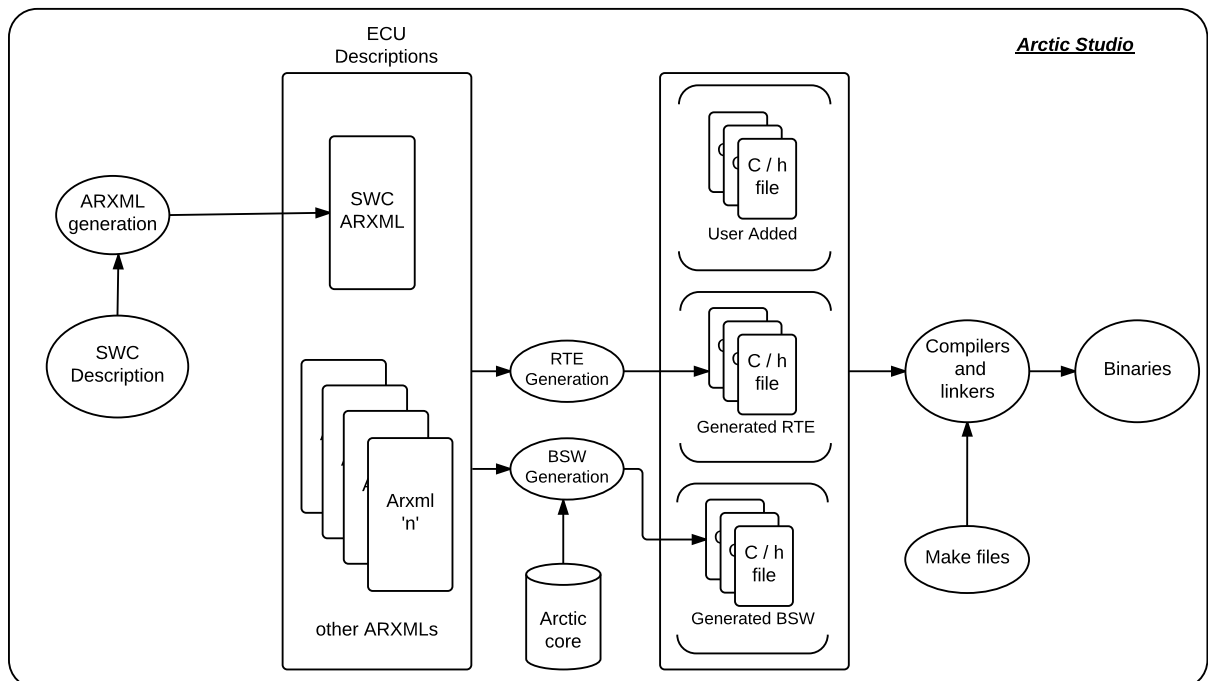 ECU
Descriptions
Arctic Studio
ARXML
generation
SWC
Description
SWC
ARXML
Arxml
'n'
other ARXMLs
RTE
Generation
BSW
Generation
Arctic
core
C / h
file
User Added
C / h
file
Generated RTE
C / h
file
Generated BSW
Compilers
and
linkers
Binaries
Make files